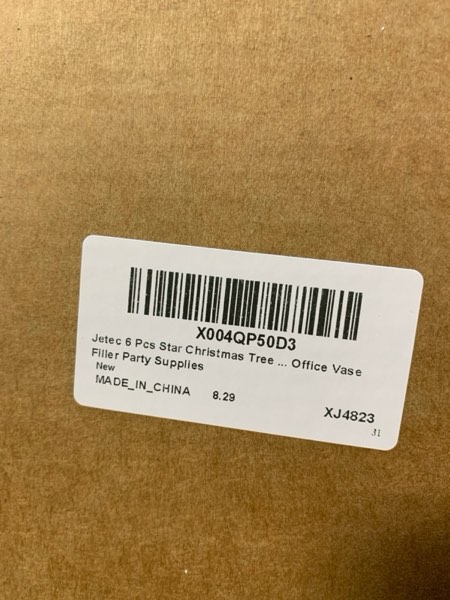 X004QP50D3
Jetec 6 Pcs Star Christmas Tree ... Office Vase
Filler Party Supplies
New
MADE_IN_CHINA 8.29
XJ4823
31